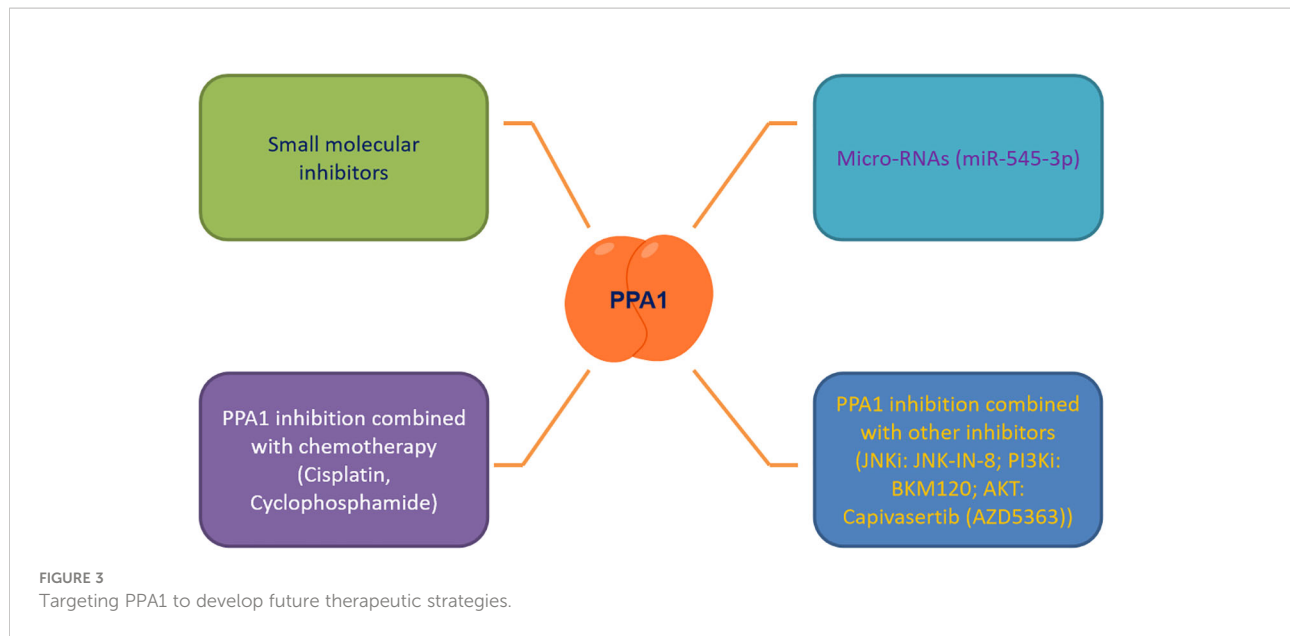 Small molecular
inhibitors
Micro-RNAs (miR-545-3p)
PPA1
PPA1 inhibition combined
with chemotherapy
(Cisplatin,
Cyclophosphamide)
PPA1 inhibition combined
with other inhibitors
(JNKi: JNK-IN-8; PI3Ki:
BKM120; AKT:
Capivasertib (AZD5363))
FIGURE 3
Targeting PPA1 to develop future therapeutic strategies.